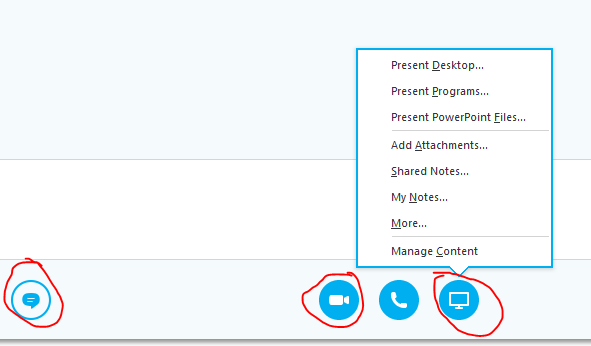 Present Desktop...
Present Programs...
Present PowerPoint Files...
Add Attachments...
Shared Notes...
My Notes...
More...
Manage Content